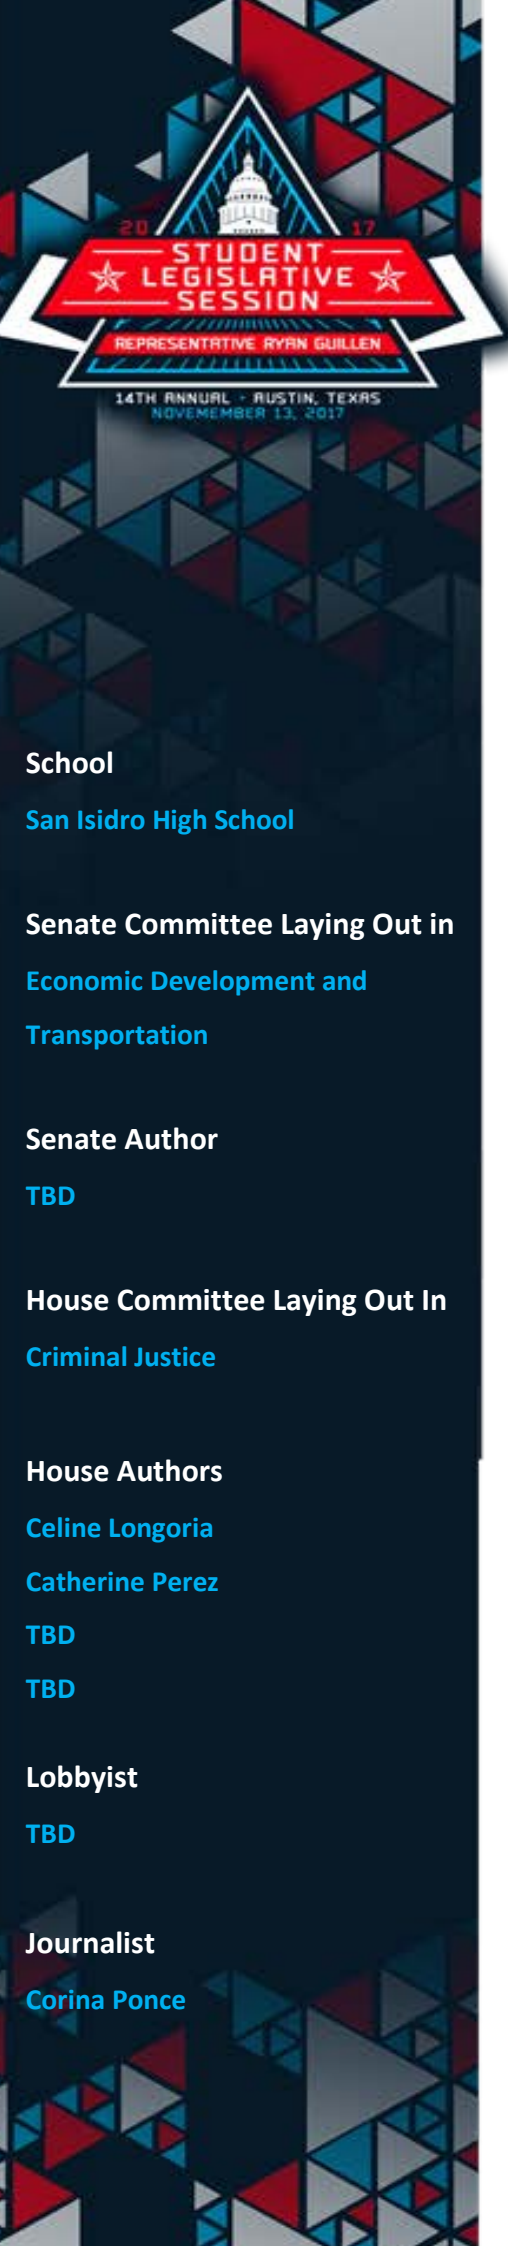 20 17
STUDENT
LEGISLATIVE
SESSION
REPRESENTATIVE RYAN GUILLEN
14TH ANNUAL - AUSTIN, TEXAS
NOVEMEMBER 13, 2017
School
San Isidro High School
Senate Committee Laying Out in
Economic Development and
Transportation
Senate Author
TBD
House Committee Laying Out In
Criminal Justice
House Authors
Celine Longoria
Catherine Perez
TBD
TBD
Lobbyist
TBD
Journalist
Corina Ponce